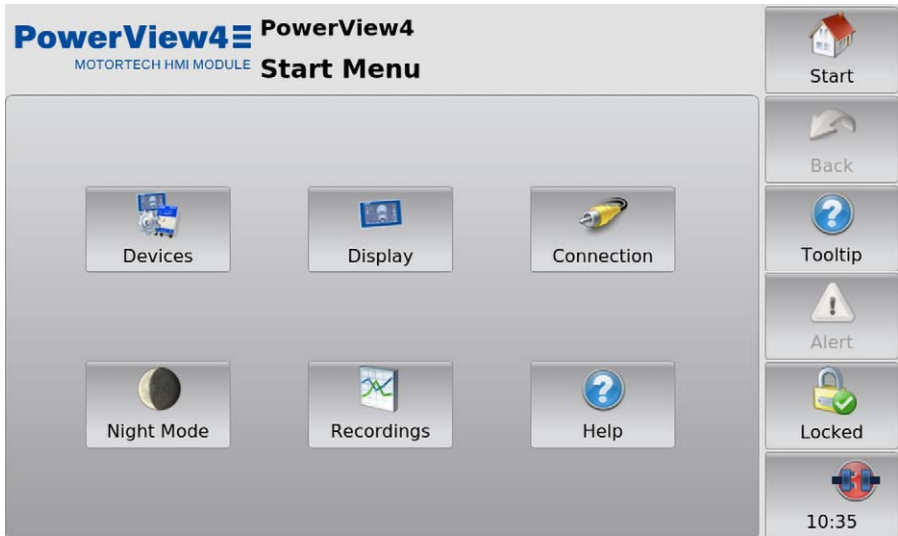 PowerView4
PowerView4
MOTORTECH HMI MODULE
Start Menu
Devices
Display
Connection
Night Mode
Recordings
Help
Start
Back
Tooltip
Alert
Locked
10:35